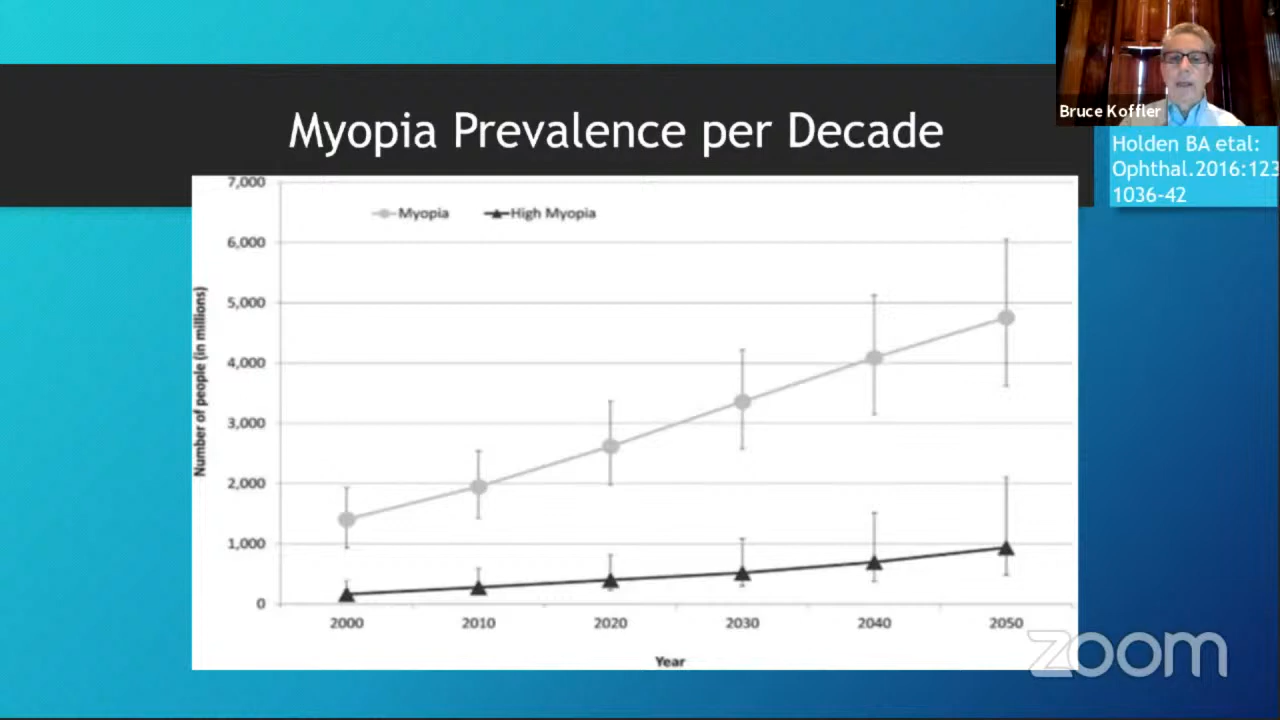 Bruce Koffler
Myopia Prevalence per Decade
Holden BA etal:
Ophthal.2016:123
1036-42
Myopia High Myopia
Number of people (in millions)
7,000
6,000
5,000
4,000
3,000
2,000
1,000
0
2000 2010 2020 2030 2040 2050
Year
zoom